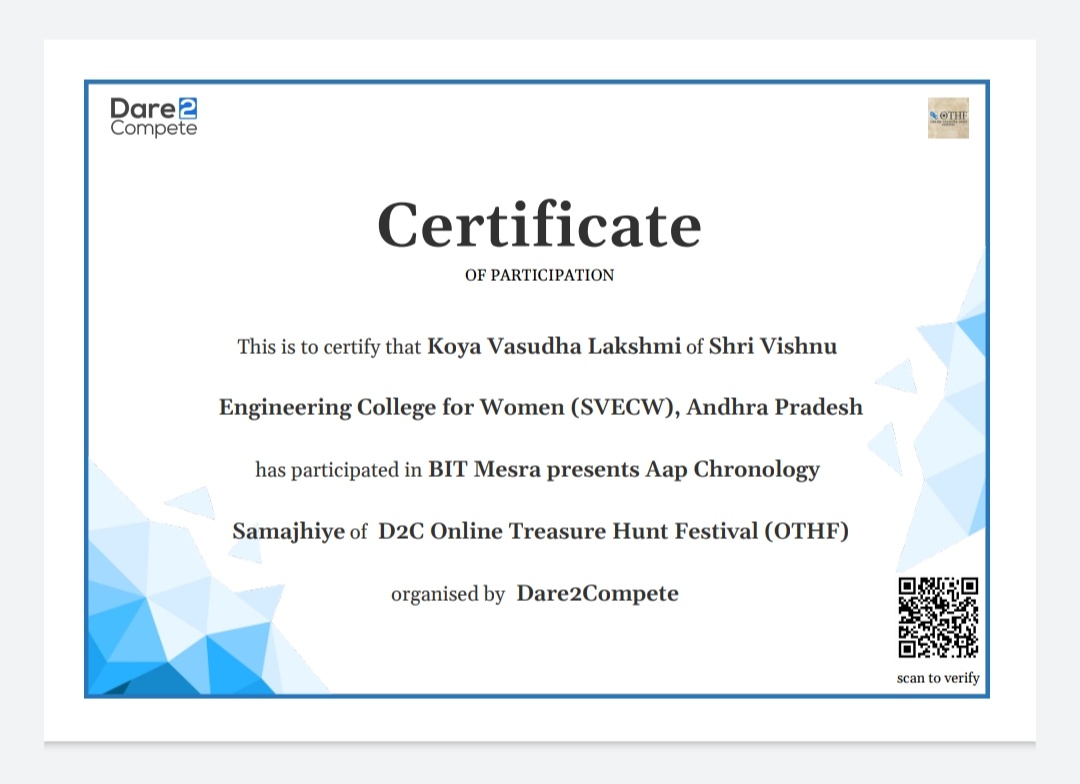 Dare2
Compete
OTHF
Certificate
OF PARTICIPATION
This is to certify that Koya Vasudha Lakshmi of Shri Vishnu
Engineering College for Women (SVECW), Andhra Pradesh
has participated in BIT Mesra presents Aap Chronology
Samajhiye of D2C Online Treasure Hunt Festival (OTHF)
organised by Dare2Compete
scan to verify